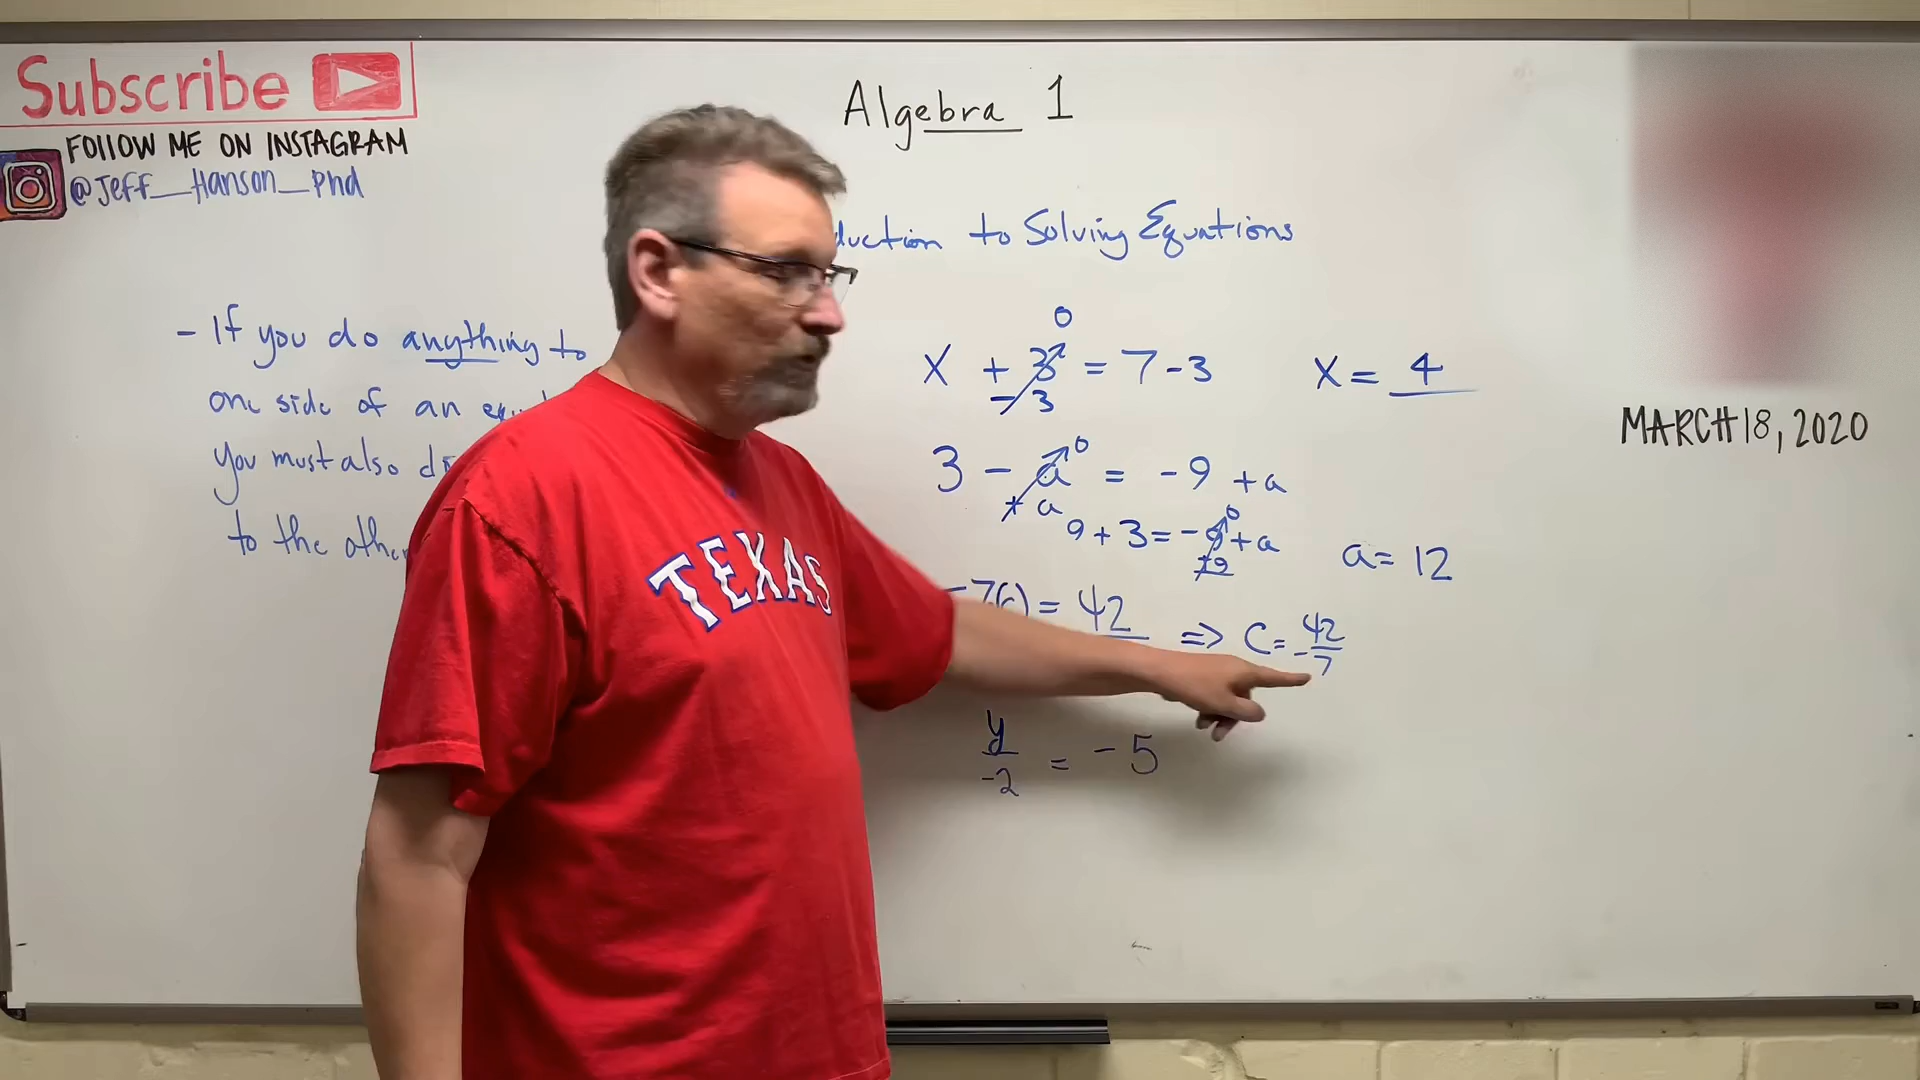 Subscribe
FOLLOW ME ON INSTAGRAM
@Jeff_Hanson_PhD
Algebra 1
to Solving Equations
- If you do anything to
one side of an
you must also
to the other
0
X + 3 = 7 - 3
- 3
X = 4
MARCH 18, 2020
0
3 - a = -9 + a
+ a
0
9 + 3 = -9 + a
+9
a = 12
= 42
⇒ C = 42
-7
y
-2
= -5
TEXAS